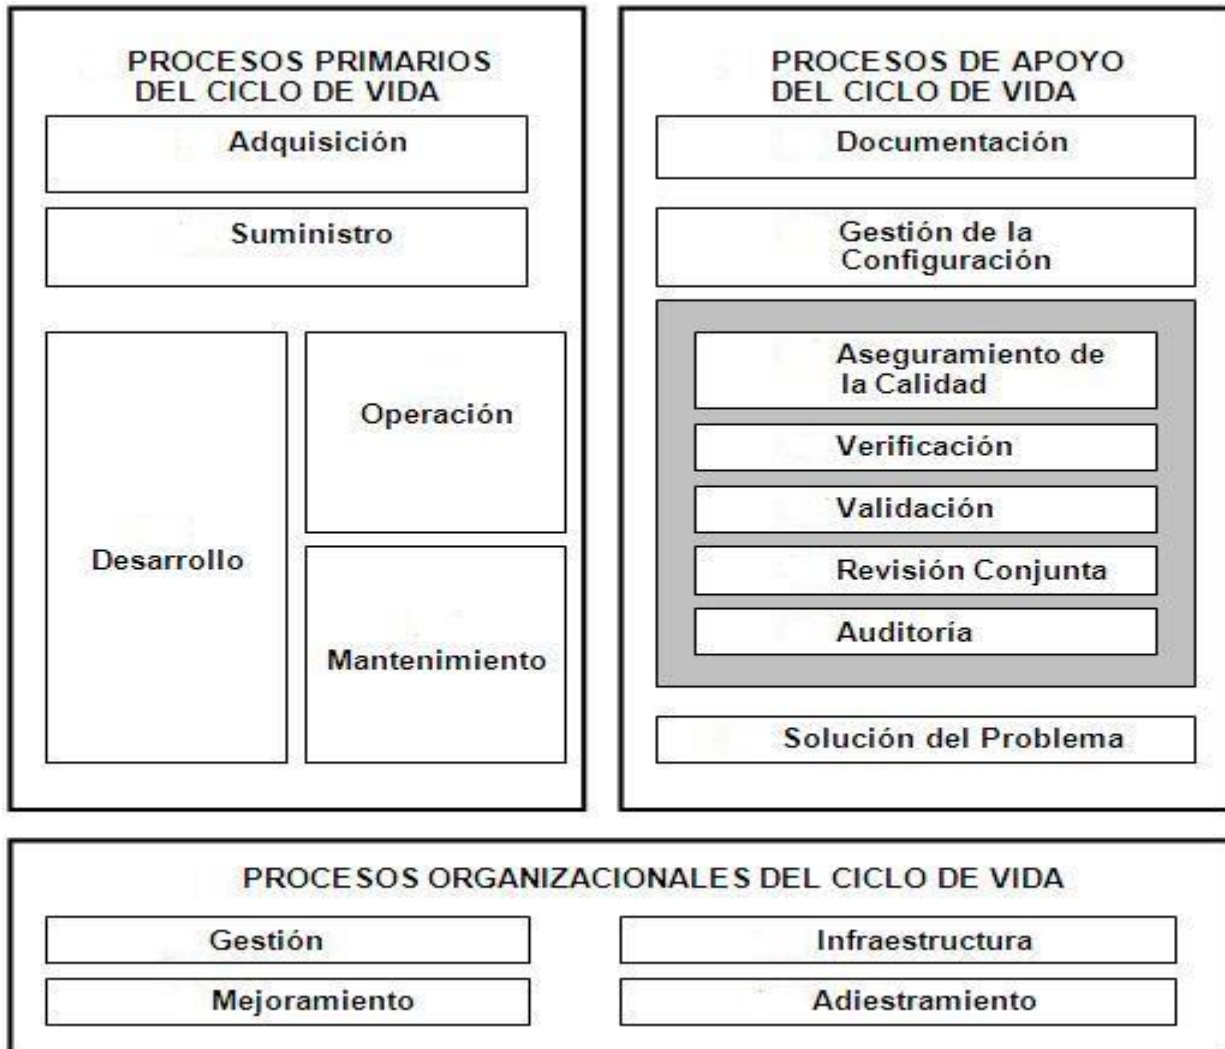 PROCESOS PRIMARIOS
DEL CICLO DE VIDA
Adquisición
Suministro
Desarrollo
Operación
Mantenimiento
PROCESOS DE APOYO
DEL CICLO DE VIDA
Documentación
Gestión de la
Configuración
Aseguramiento de
la Calidad
Verificación
Validación
Revisión Conjunta
Auditoría
Solución del Problema
PROCESOS ORGANIZACIONALES DEL CICLO DE VIDA
Gestión
Infraestructura
Mejoramiento
Adiestramiento